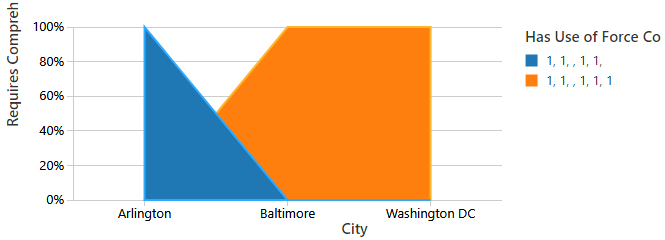 Requires Compreh
100%
80%
60%
40%
20%
0%
Arlington
Baltimore
Washington DC
City
Has Use of Force Co
1, 1, , 1, 1,
1, 1, , 1, 1, 1